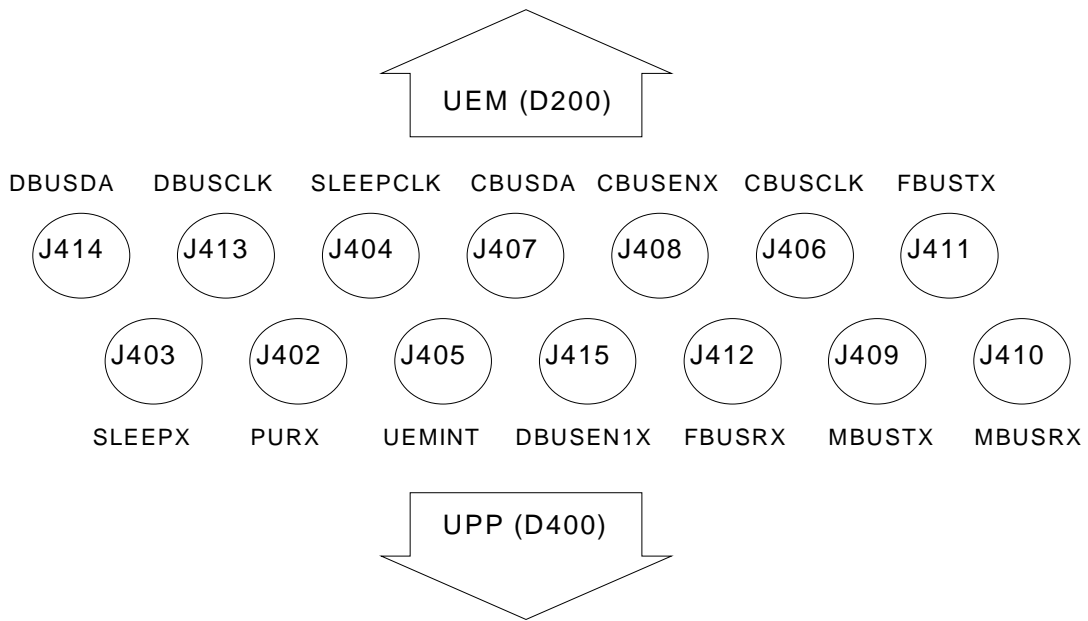 UEM (D200)
DBUSDA DBUSCLK SLEEPCLK CBUSDA CBUSENX CBUSCLK FBUSTX
J414 J413 J404 J407 J408 J406 J411
J403 J402 J405 J415 J412 J409 J410
SLEEPX PURX UEMINT DBUSEN1X FBUSRX MBUSTX MBUSRX
UPP (D400)